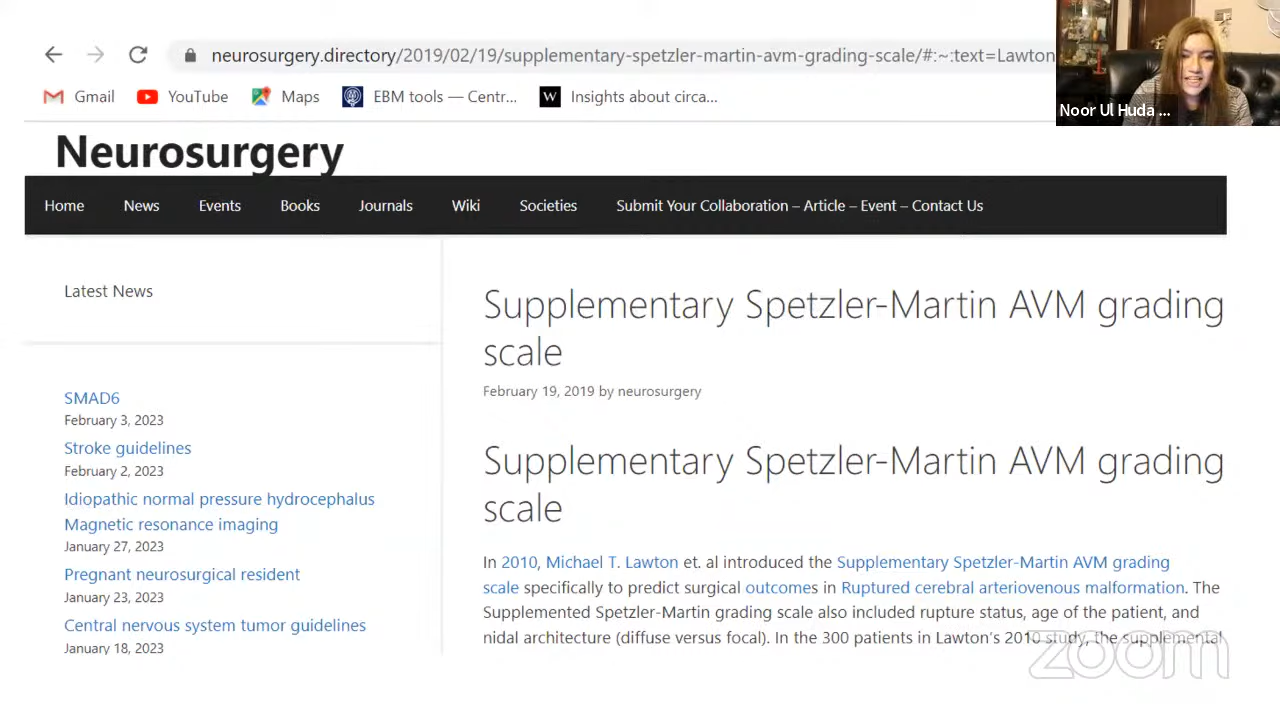 neurosurgery.directory/2019/02/19/supplementary-spetzler-martin-avm-grading-scale/#:~:text=Lawton
Noor Ul Huda ...
Gmail YouTube Maps EBM tools — Centr... W Insights about circa...
Neurosurgery
Home News Events Books Journals Wiki Societies Submit Your Collaboration – Article – Event – Contact Us
Latest News
SMAD6
February 3, 2023
Stroke guidelines
February 2, 2023
Idiopathic normal pressure hydrocephalus
Magnetic resonance imaging
January 27, 2023
Pregnant neurosurgical resident
January 23, 2023
Central nervous system tumor guidelines
January 18, 2023
Supplementary Spetzler-Martin AVM grading
scale
February 19, 2019 by neurosurgery
Supplementary Spetzler-Martin AVM grading
scale
In 2010, Michael T. Lawton et. al introduced the Supplementary Spetzler-Martin AVM grading
scale specifically to predict surgical outcomes in Ruptured cerebral arteriovenous malformation. The
Supplemented Spetzler-Martin grading scale also included rupture status, age of the patient, and
nidal architecture (diffuse versus focal). In the 300 patients in Lawton's 2010 study, the supplemental
zoom